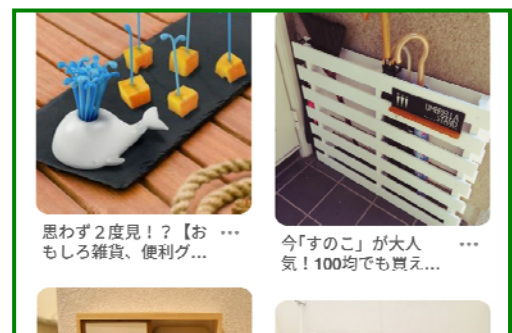 UMBRELLA
STAND
思わず２度見！？【お
もしろ雑貨、便利グ…
今「すのこ」が大人
気！100均でも買え…